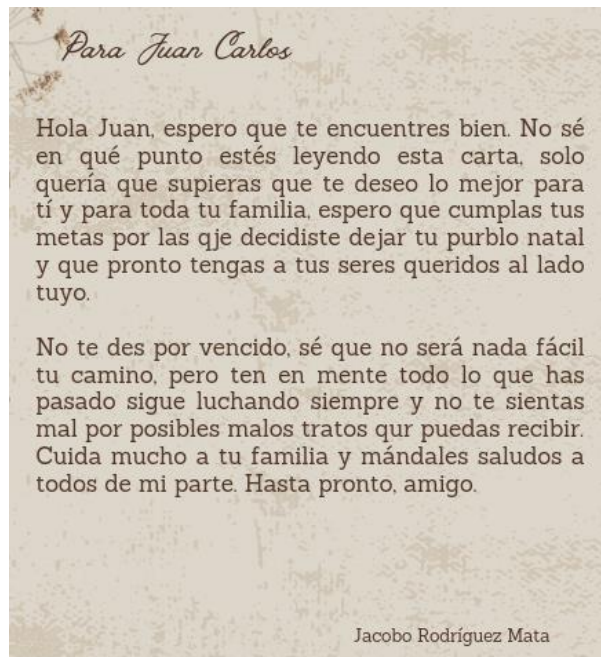 Para Juan Carlos
Hola Juan, espero que te encuentres bien. No sé
en qué punto estés leyendo esta carta, solo
quería que supieras que te deseo lo mejor para
tí y para toda tu familia, espero que cumplas tus
metas por las qje decidiste dejar tu purblo natal
y que pronto tengas a tus seres queridos al lado
tuyo.
No te des por vencido, sé que no será nada fácil
tu camino, pero ten en mente todo lo que has
pasado sigue luchando siempre y no te sientas
mal por posibles malos tratos qur puedas recibir.
Cuida mucho a tu familia y mándales saludos a
todos de mi parte. Hasta pronto, amigo.
Jacobo Rodríguez Mata